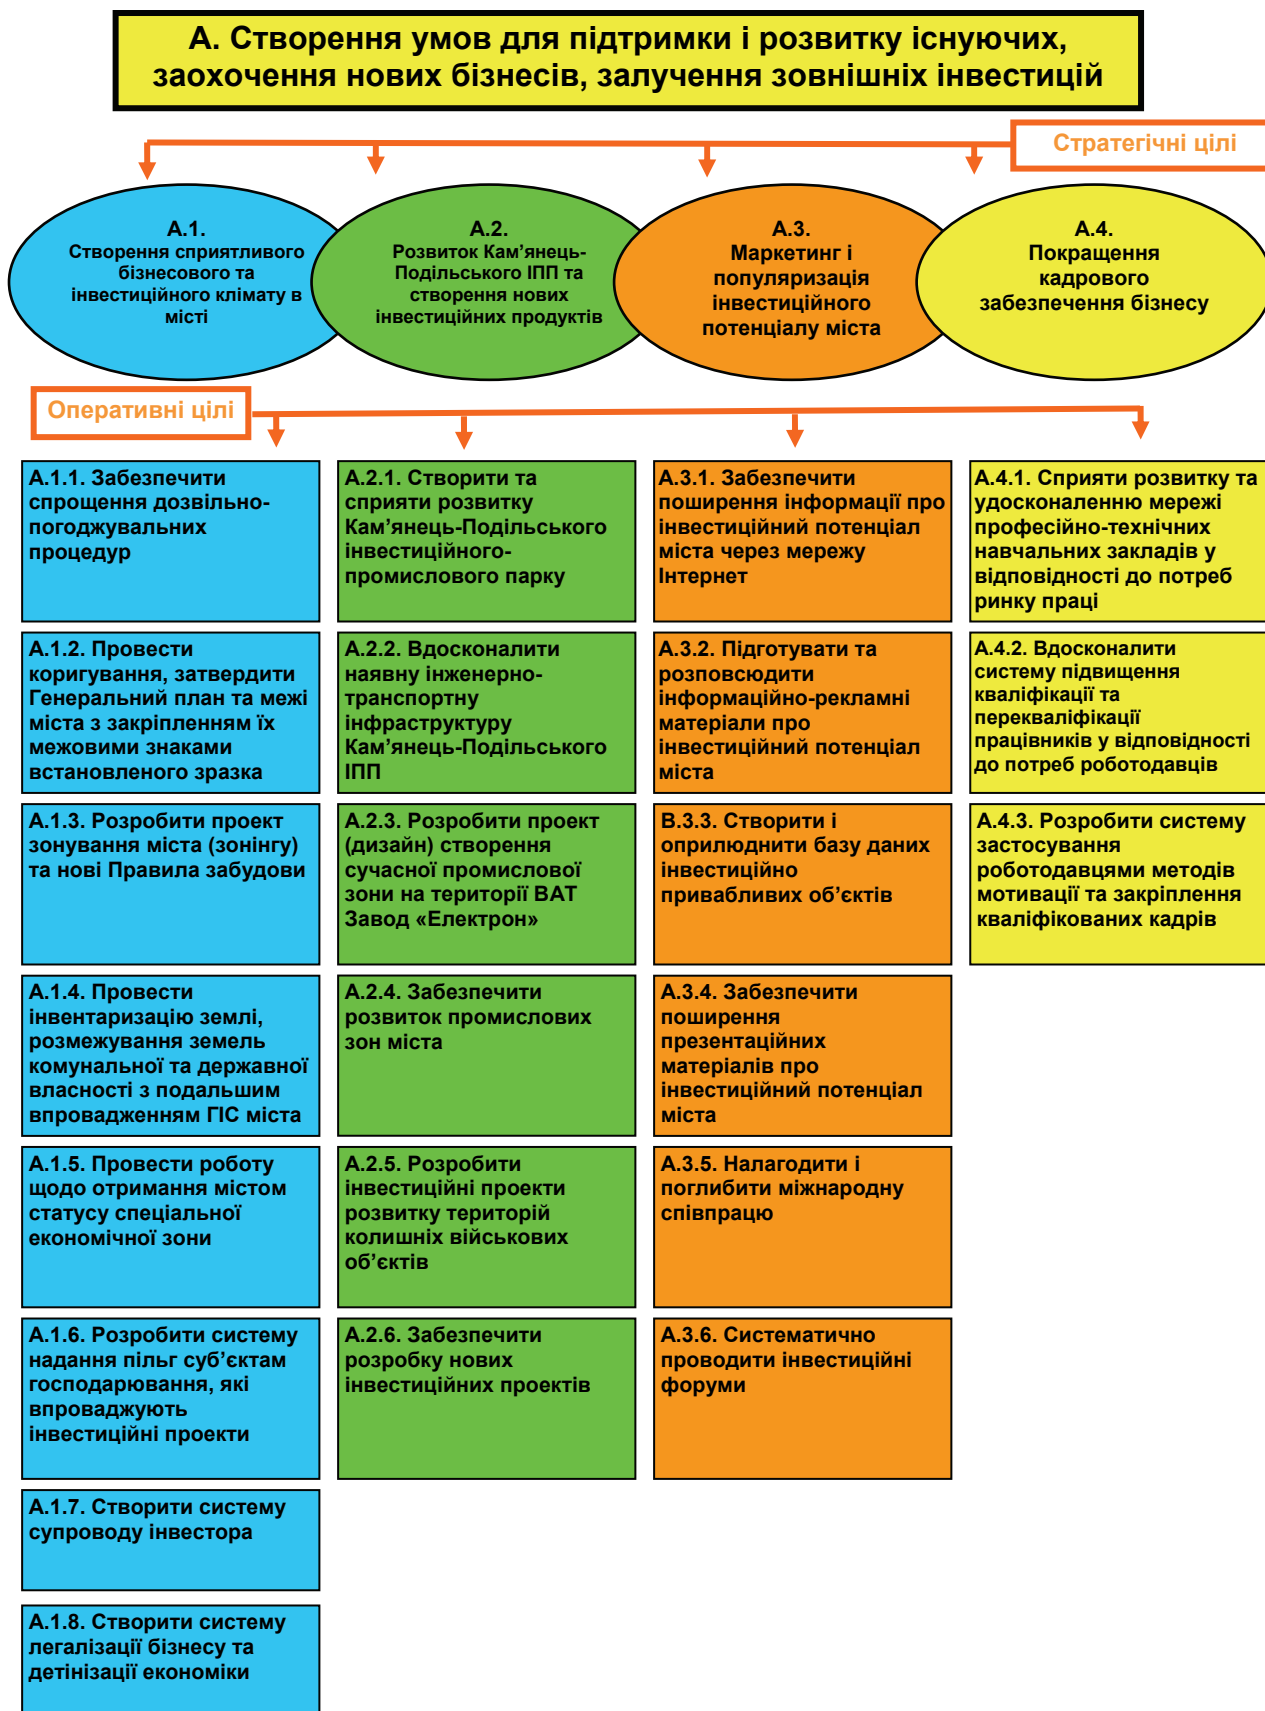 А. Створення умов для підтримки і розвитку існуючих,
заохочення нових бізнесів, залучення зовнішніх інвестицій
Стратегічні цілі
А.1.
Створення сприятливого
бізнесового та
інвестиційного клімату в
місті
А.2.
Розвиток Кам’янець-
Подільського ІПП та
створення нових
інвестиційних продуктів
А.3.
Маркетинг і
популяризація
інвестиційного
потенціалу міста
А.4.
Покращення
кадрового
забезпечення бізнесу
Оперативні цілі
А.1.1. Забезпечити
спрощення дозвільно-
погоджувальних
процедур
А.1.2. Провести
коригування, затвердити
Генеральний план та межі
міста з закріпленням їх
межовими знаками
встановленого зразка
А.1.3. Розробити проект
зонування міста (зонінгу)
та нові Правила забудови
А.1.4. Провести
інвентаризацію землі,
розмежування земель
комунальної та державної
власності з подальшим
впровадженням ГІС міста
А.1.5. Провести роботу
щодо отримання містом
статусу спеціальної
економічної зони
А.1.6. Розробити систему
надання пільг суб’єктам
господарювання, які
впроваджують
інвестиційні проекти
А.1.7. Створити систему
супроводу інвестора
А.1.8. Створити систему
легалізації бізнесу та
детінізації економіки
А.2.1. Створити та
сприяти розвитку
Кам’янець-Подільського
інвестиційного-
промислового парку
А.2.2. Вдосконалити
наявну інженерно-
транспортну
інфраструктуру
Кам’янець-Подільського
ІПП
А.2.3. Розробити проект
(дизайн) створення
сучасної промислової
зони на території ВАТ
Завод «Електрон»
А.2.4. Забезпечити
розвиток промислових
зон міста
А.2.5. Розробити
інвестиційні проекти
розвитку територій
колишніх військових
об’єктів
А.2.6. Забезпечити
розробку нових
інвестиційних проектів
А.3.1. Забезпечити
поширення інформації про
інвестиційний потенціал
міста через мережу
Інтернет
А.3.2. Підготувати та
розповсюдити
інформаційно-рекламні
матеріали про
інвестиційний потенціал
міста
В.3.3. Створити і
оприлюднити базу даних
інвестиційно
привабливих об’єктів
А.3.4. Забезпечити
поширення
презентаційних
матеріалів про
інвестиційний потенціал
міста
А.3.5. Налагодити і
поглибити міжнародну
співпрацю
А.3.6. Систематично
проводити інвестиційні
форуми
А.4.1. Сприяти розвитку та
удосконаленню мережі
професійно-технічних
навчальних закладів у
відповідності до потреб
ринку праці
А.4.2. Вдосконалити
систему підвищення
кваліфікації та
перекваліфікації
працівників у відповідності
до потреб роботодавців
А.4.3. Розробити систему
застосування
роботодавцями методів
мотивації та закріплення
кваліфікованих кадрів